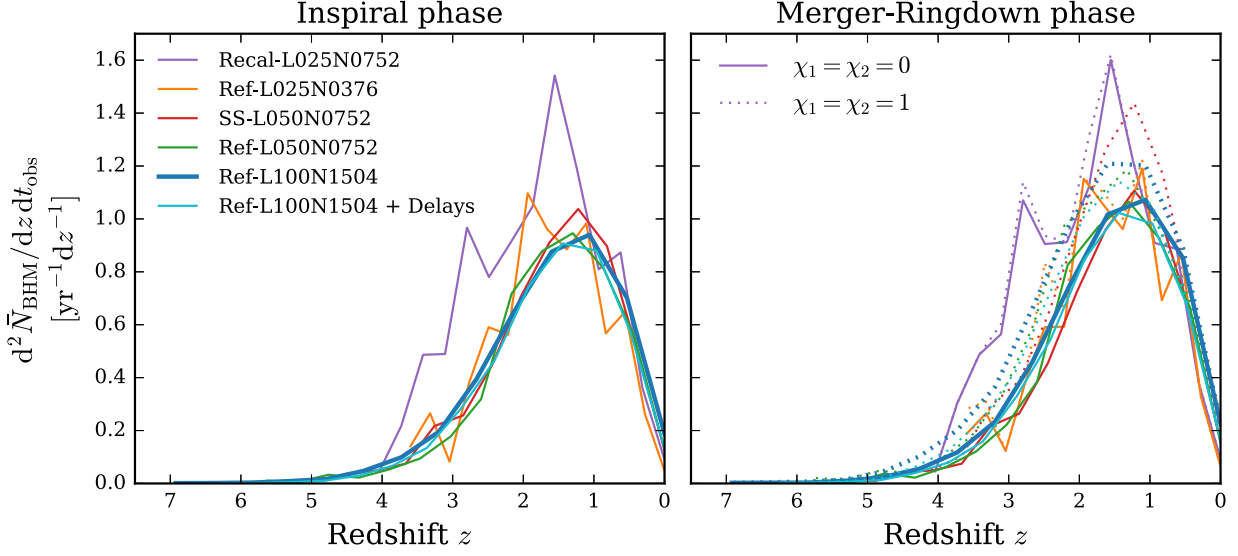 Inspiral phase
Merger-Ringdown phase
d² N̄_BHM / dz dt_obs
[yr⁻¹dz⁻¹]
1.6
1.4
1.2
1.0
0.8
0.6
0.4
0.2
0.0
Recal-L025N0752
Ref-L025N0376
SS-L050N0752
Ref-L050N0752
Ref-L100N1504
Ref-L100N1504 + Delays
χ₁ = χ₂ = 0
χ₁ = χ₂ = 1
7 6 5 4 3 2 1 0
7 6 5 4 3 2 1 0
Redshift z
Redshift z